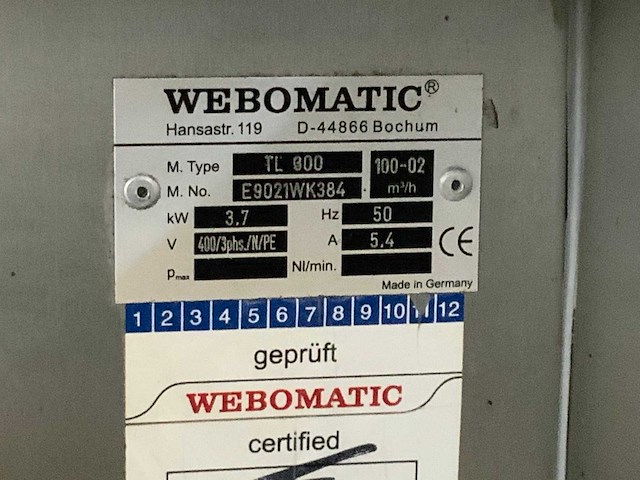 WEBOMATIC®
Hansastr. 119 D-44866 Bochum
M. Type TL 600 100-02
M. No. E9021WK384 m³/h
kW 3.7 Hz 50
V 400/3phs./N/PE A 5.4 CE
Pmax Nl/min.
Made in Germany
1 2 3 4 5 6 7 8 9 10 11 12
geprüft
WEBOMATIC
certified